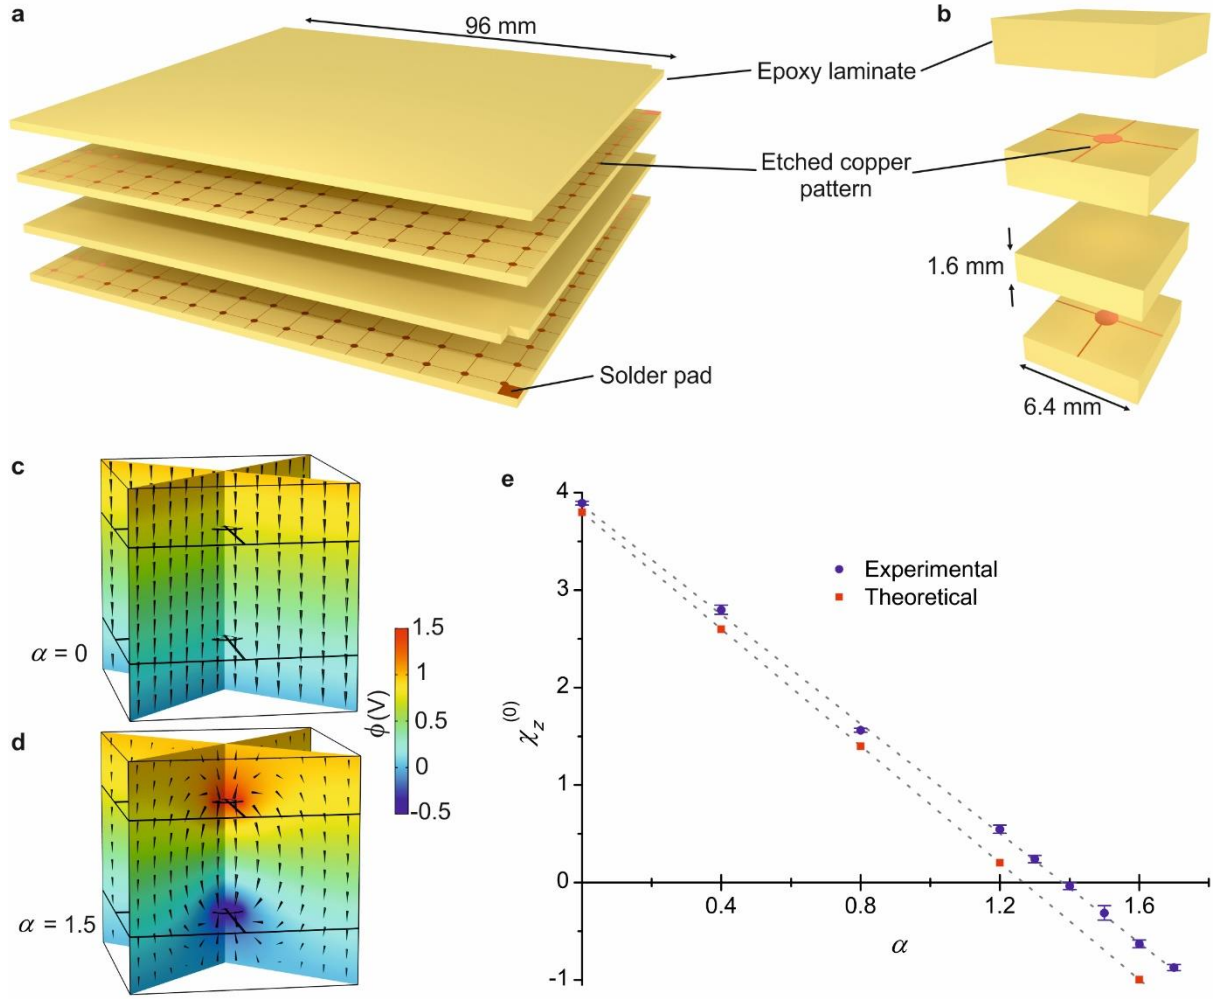 a
96 mm
Epoxy laminate
Etched copper
pattern
Solder pad
b
1.6 mm
6.4 mm
c
α = 0
d
α = 1.5
1.5
1
0.5
0
-0.5
ϕ(V)
e
4
3
2
1
0
-1
χz(0)
Experimental
Theoretical
0.4
0.8
1.2
1.6
α